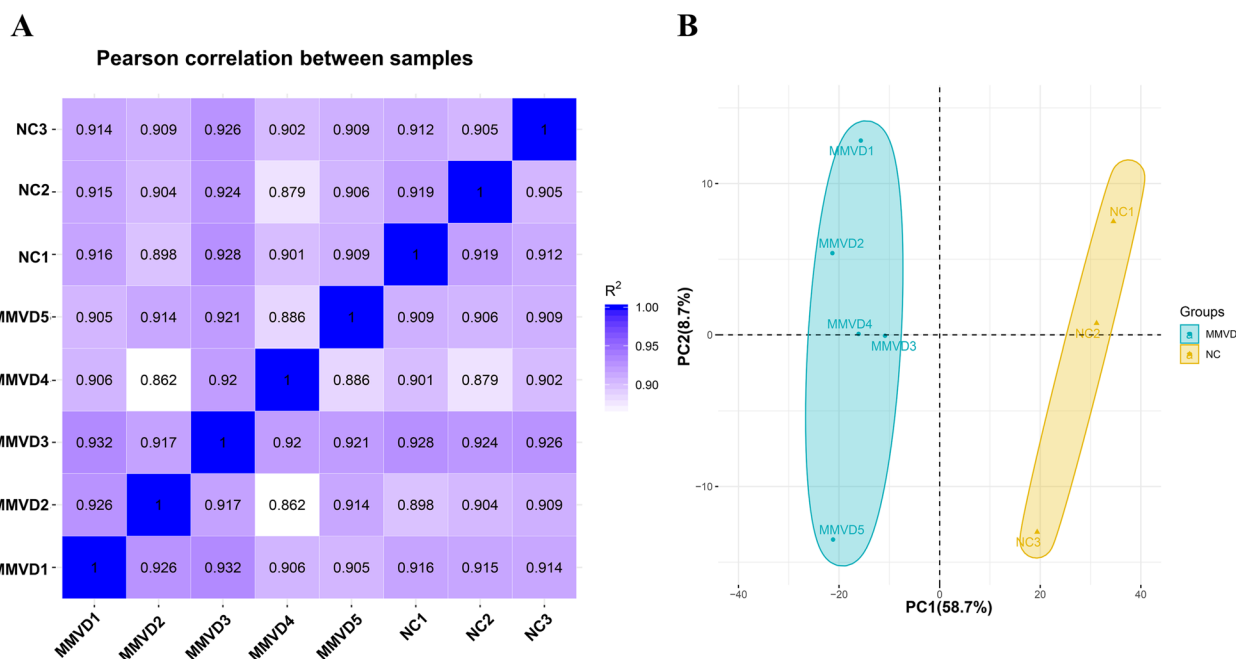 A
Pearson correlation between samples
NC3 0.914 0.909 0.926 0.902 0.909 0.912 0.905 1
NC2 0.915 0.904 0.924 0.879 0.906 0.919 1 0.905
NC1 0.916 0.898 0.928 0.901 0.909 1 0.919 0.912
MMVD5 0.905 0.914 0.921 0.886 1 0.909 0.906 0.909
MMVD4 0.906 0.862 0.92 1 0.886 0.901 0.879 0.902
MMVD3 0.932 0.917 1 0.92 0.921 0.928 0.924 0.926
MMVD2 0.926 1 0.917 0.862 0.914 0.898 0.904 0.909
MMVD1 1 0.926 0.932 0.906 0.905 0.916 0.915 0.914
MMVD1 MMVD2 MMVD3 MMVD4 MMVD5 NC1 NC2 NC3
R²
1.00
0.95
0.90
B
PC2(8.7%)
10
0
−10
MMVD1
MMVD2
MMVD4
MMVD3
MMVD5
NC1
NC2
NC3
−40 −20 0 20 40
PC1(58.7%)
Groups
MMVD
NC